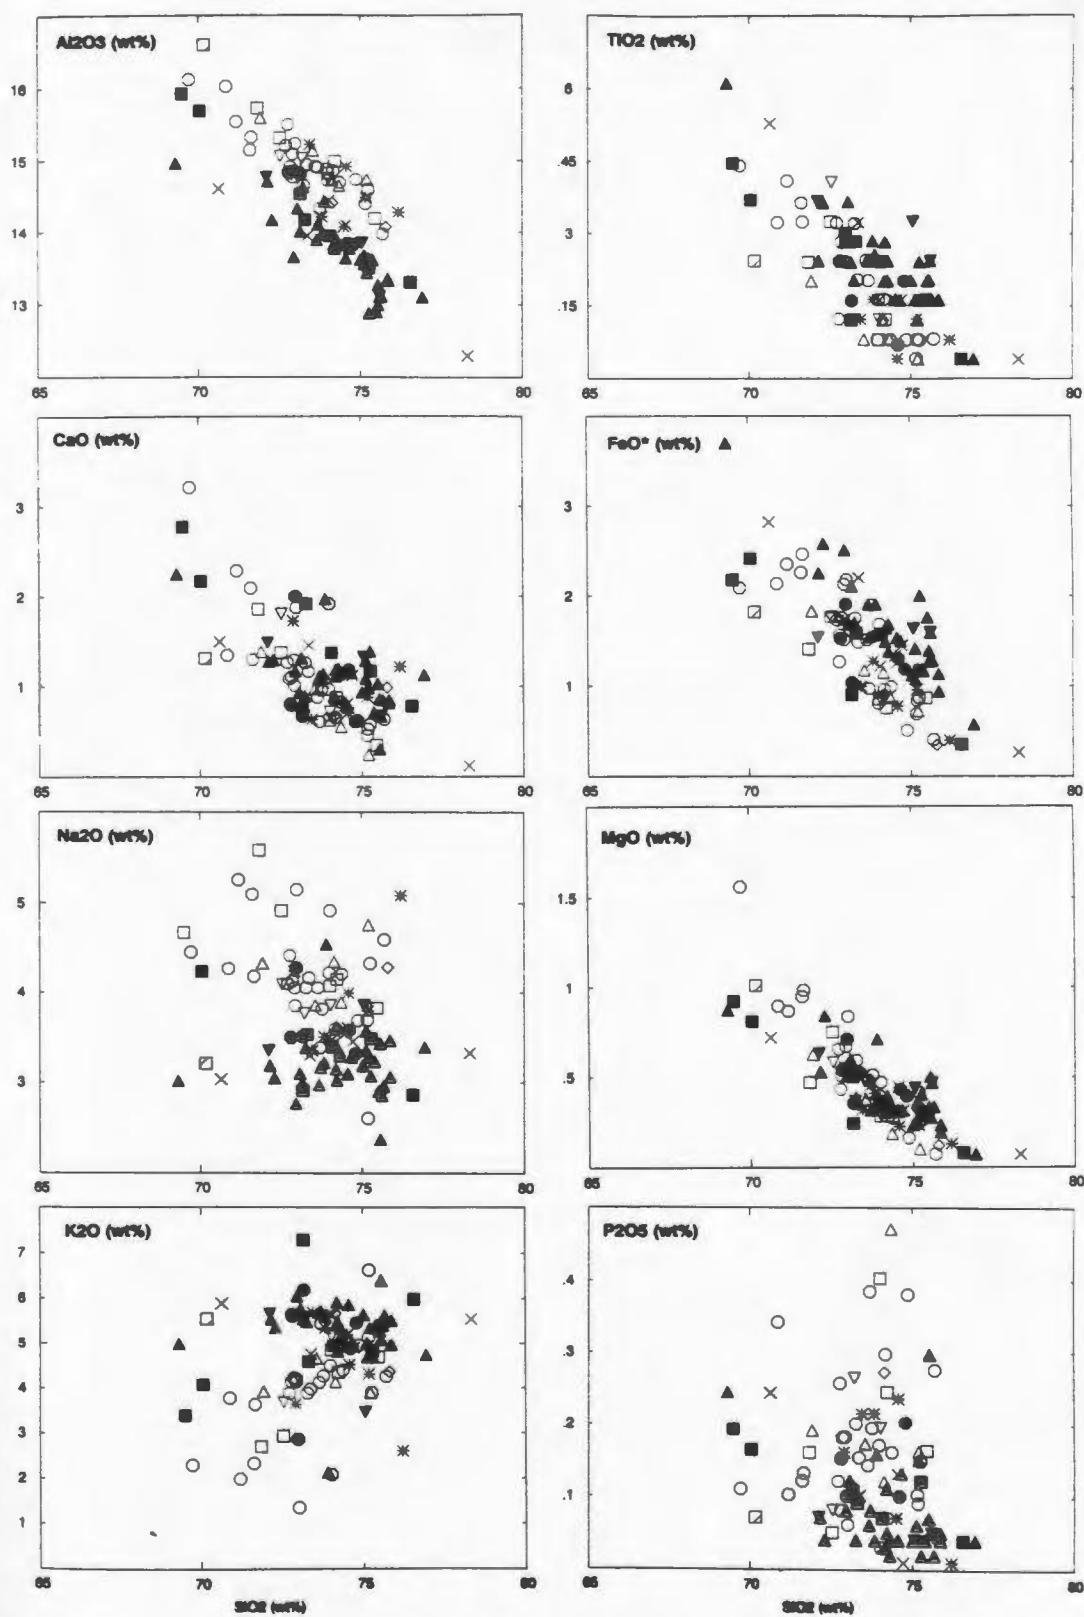 Al2O3 (wt%)
16
15
14
13
65 70 75 80
TiO2 (wt%)
.6
.45
.3
.15
65 70 75 80
CaO (wt%)
3
2
1
65 70 75 80
FeO* (wt%)
3
2
1
65 70 75 80
Na2O (wt%)
5
4
3
65 70 75 80
MgO (wt%)
1.5
1
.5
65 70 75 80
K2O (wt%)
7
6
5
4
3
2
1
65 70 75 80
SiO2 (wt%)
P2O5 (wt%)
.4
.3
.2
.1
65 70 75 80
SiO2 (wt%)